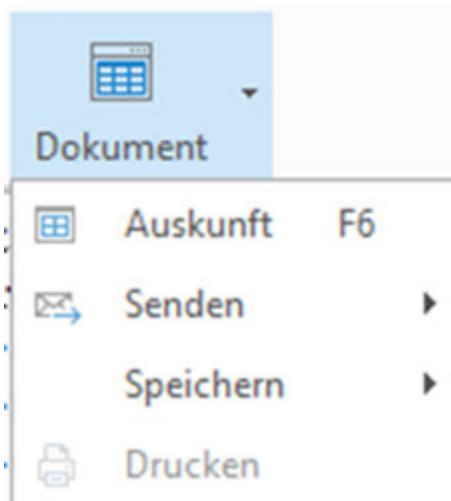 Dokument
Auskunft F6
Senden
Speichern
Drucken